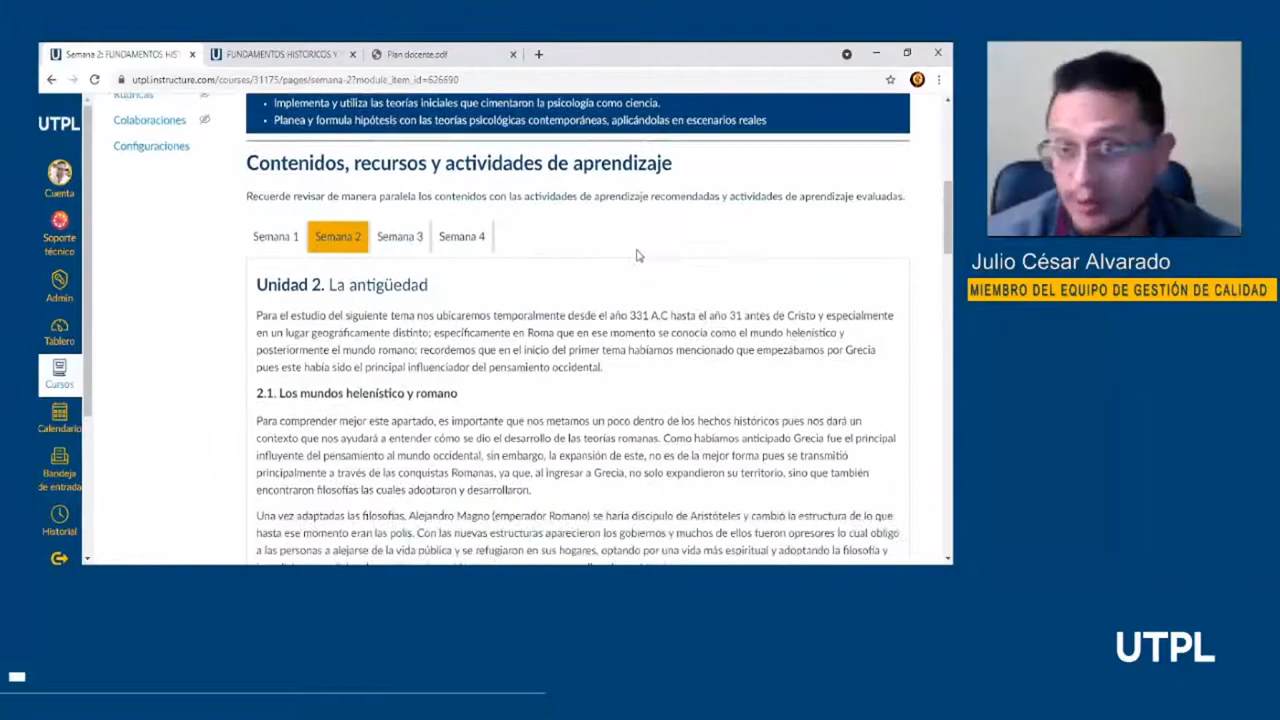 Semana 2: FUNDAMENTOS HIS
FUNDAMENTOS HISTORICOS Y
Plan docente.pdf
utpl.instructure.com/courses/31175/pages/semana-2?module_item_id=626690
UTPL
Cuenta
Soporte
técnico
Admin
Tablero
Cursos
Calendario
Bandeja
de entrada
Historial
Rúbricas
Colaboraciones
Configuraciones
• Implementa y utiliza las teorías iniciales que cimentaron la psicología como ciencia.
• Planea y formula hipótesis con las teorías psicológicas contemporáneas, aplicándolas en escenarios reales
Contenidos, recursos y actividades de aprendizaje
Recuerde revisar de manera paralela los contenidos con las actividades de aprendizaje recomendadas y actividades de aprendizaje evaluadas.
Semana 1 Semana 2 Semana 3 Semana 4
Unidad 2. La antigüedad
Para el estudio del siguiente tema nos ubicaremos temporalmente desde el año 331 A.C hasta el año 31 antes de Cristo y especialmente
en un lugar geográficamente distinto; específicamente en Roma que en ese momento se conocía como el mundo helenístico y
posteriormente el mundo romano; recordemos que en el inicio del primer tema habíamos mencionado que empezábamos por Grecia
pues este había sido el principal influenciador del pensamiento occidental.
2.1. Los mundos helenístico y romano
Para comprender mejor este apartado, es importante que nos metamos un poco dentro de los hechos históricos pues nos dará un
contexto que nos ayudará a entender cómo se dio el desarrollo de las teorías romanas. Como habíamos anticipado Grecia fue el principal
influyente del pensamiento al mundo occidental, sin embargo, la expansión de este, no es de la mejor forma pues se transmitió
principalmente a través de las conquistas Romanas, ya que, al ingresar a Grecia, no solo expandieron su territorio, sino que también
encontraron filosofías las cuales adoptaron y desarrollaron.
Una vez adaptadas las filosofías, Alejandro Magno (emperador Romano) se haría discípulo de Aristóteles y cambió la estructura de lo que
hasta ese momento eran las polis. Con las nuevas estructuras aparecieron los gobiernos y muchos de ellos fueron opresores lo cual obligó
a las personas a alejarse de la vida pública y se refugiaron en sus hogares, optando por una vida más espiritual y adoptando la filosofía y
Julio César Alvarado
MIEMBRO DEL EQUIPO DE GESTIÓN DE CALIDAD
UTPL